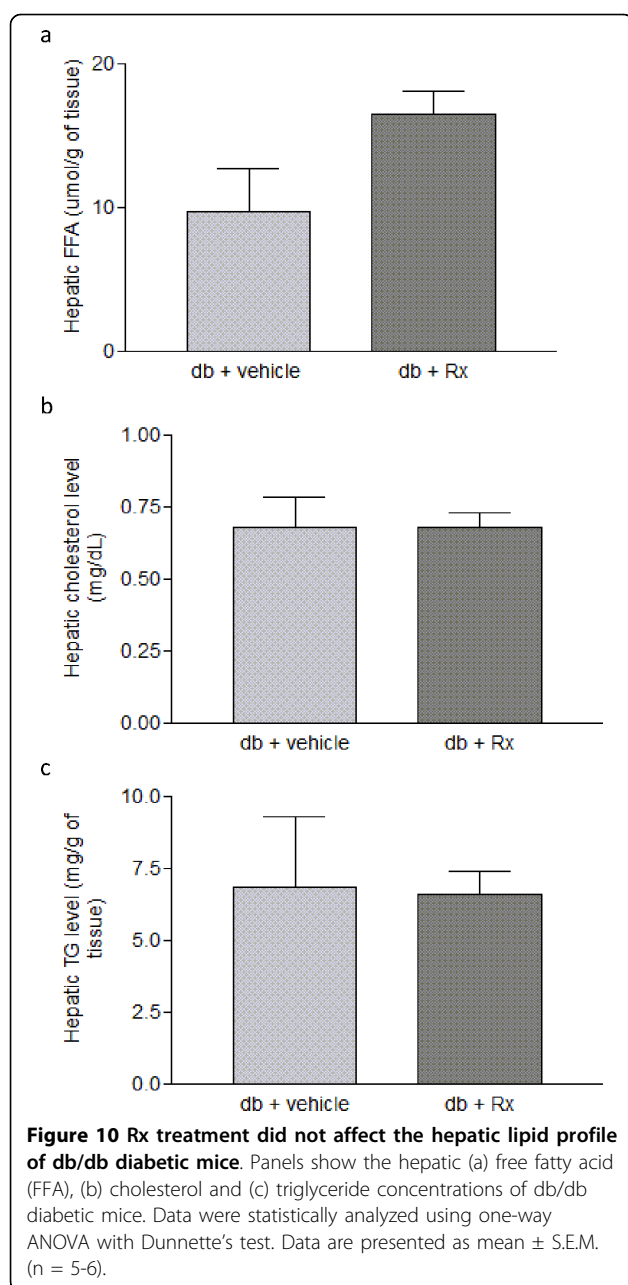 a
20
10
0
Hepatic FFA (umol/g of tissue)
db + vehicle db + Rx
b
1.00
0.75
0.50
0.25
0.00
Hepatic cholesterol level
(mg/dL)
db + vehicle db + Rx
c
10.0
7.5
5.0
2.5
0.0
Hepatic TG level (mg/g of
tissue)
db + vehicle db + Rx
Figure 10 Rx treatment did not affect the hepatic lipid profile
of db/db diabetic mice. Panels show the hepatic (a) free fatty acid
(FFA), (b) cholesterol and (c) triglyceride concentrations of db/db
diabetic mice. Data were statistically analyzed using one-way
ANOVA with Dunnette's test. Data are presented as mean ± S.E.M.
(n = 5-6).